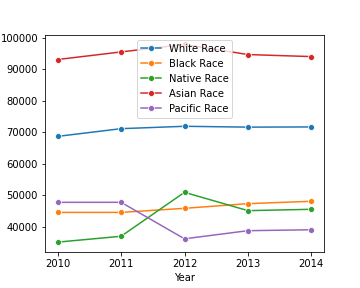 100000
90000
80000
70000
60000
50000
40000
White Race
Black Race
Native Race
Asian Race
Pacific Race
2010 2011 2012 2013 2014
Year